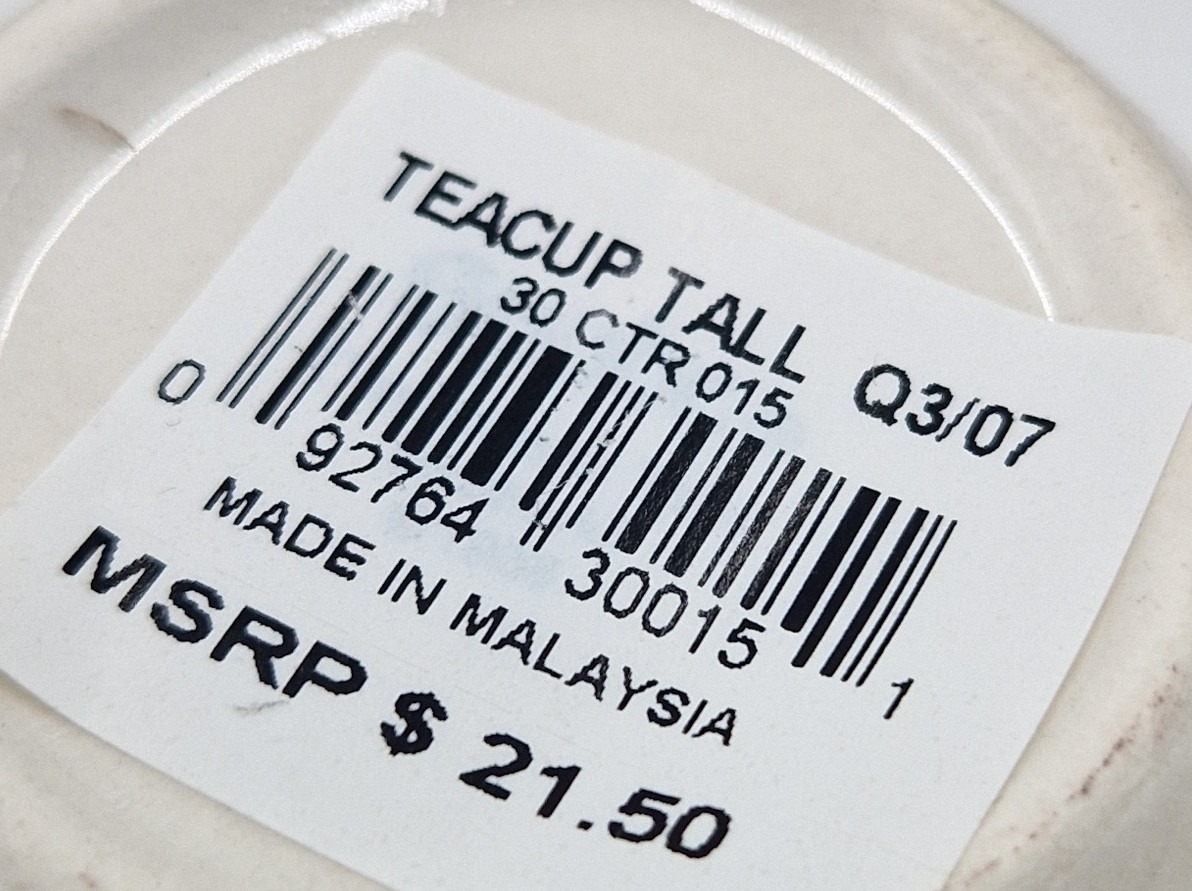 TEACUP TALL Q3/07
30 CTR 015
0 92764 30015 1
MADE IN MALAYSIA
MSRP $ 21.50